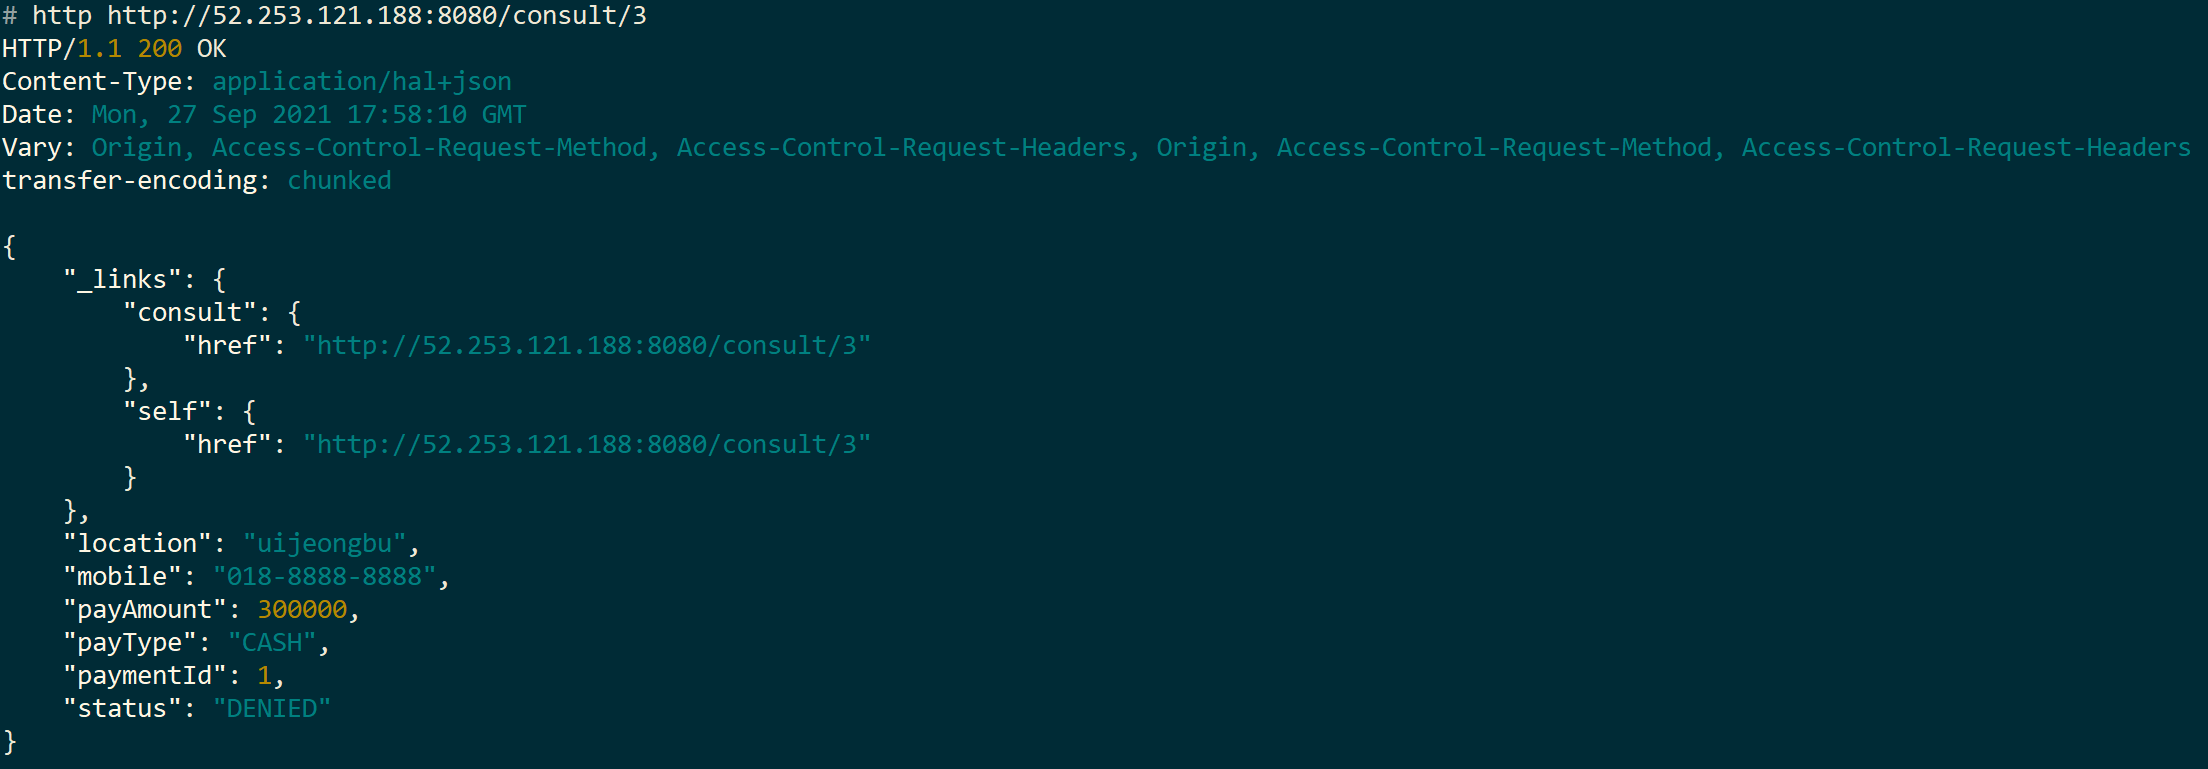 # http http://52.253.121.188:8080/consult/3
HTTP/1.1 200 OK
Content-Type: application/hal+json
Date: Mon, 27 Sep 2021 17:58:10 GMT
Vary: Origin, Access-Control-Request-Method, Access-Control-Request-Headers, Origin, Access-Control-Request-Method, Access-Control-Request-Headers
transfer-encoding: chunked

{
    "_links": {
        "consult": {
            "href": "http://52.253.121.188:8080/consult/3"
        },
        "self": {
            "href": "http://52.253.121.188:8080/consult/3"
        }
    },
    "location": "uijeongbu",
    "mobile": "018-8888-8888",
    "payAmount": 300000,
    "payType": "CASH",
    "paymentId": 1,
    "status": "DENIED"
}